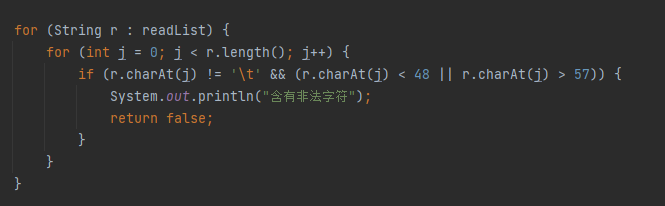 for (String r : readList) {
    for (int j = 0; j < r.length(); j++) {
        if (r.charAt(j) != '\t' && (r.charAt(j) < 48 || r.charAt(j) > 57)) {
            System.out.println("含有非法字符");
            return false;
        }
    }
}